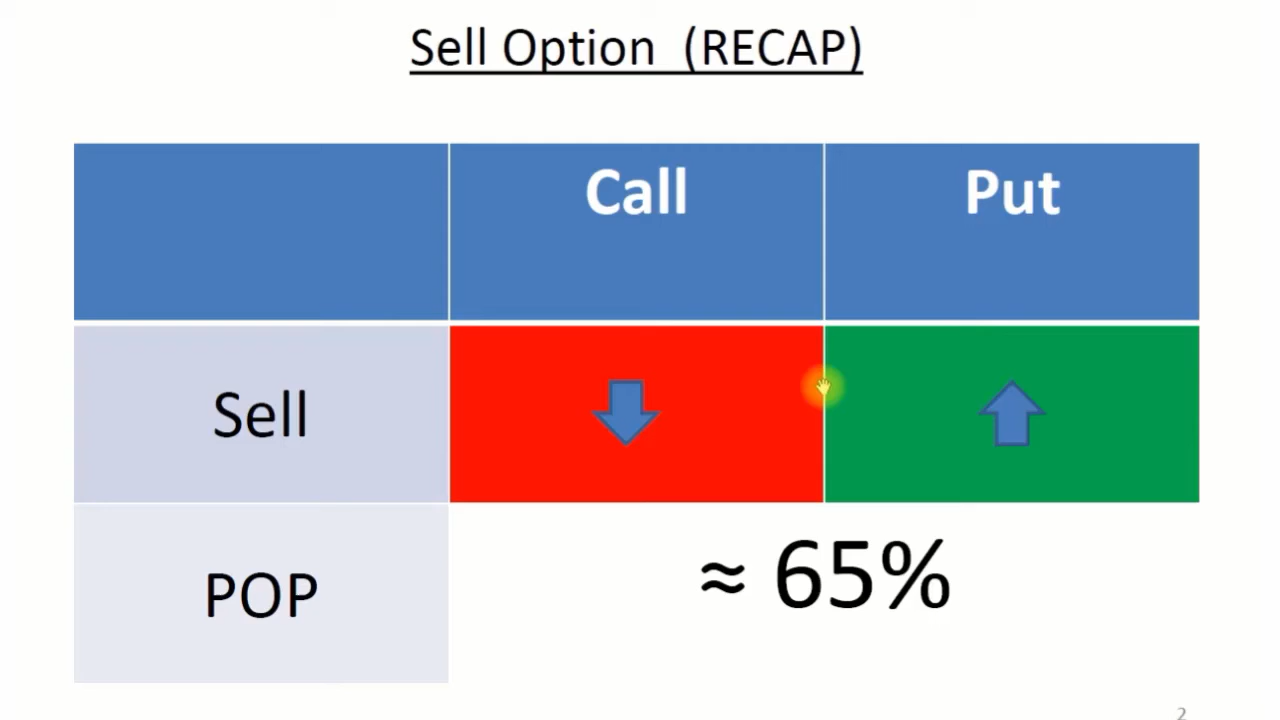 Sell Option (RECAP)
Call Put
Sell
POP ≈ 65%
2